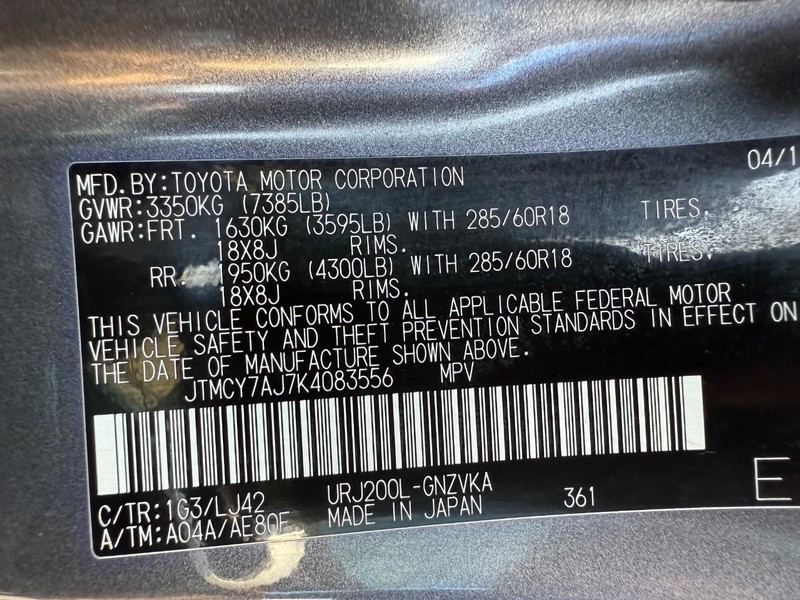 04/1
MFD.BY:TOYOTA MOTOR CORPORATION
GVWR:3350KG (7385LB)
GAWR:FRT. 1630KG (3595LB) WITH 285/60R18 TIRES,
18X8J RIMS.
RR. 1950KG (4300LB) WITH 285/60R18 TIRES,
18X8J RIMS.
THIS VEHICLE CONFORMS TO ALL APPLICABLE FEDERAL MOTOR
VEHICLE SAFETY AND THEFT PREVENTION STANDARDS IN EFFECT ON
THE DATE OF MANUFACTURE SHOWN ABOVE.
JTMCY7AJ7K4083556 MPV
C/TR:1G3/LJ42 URJ200L-GNZVKA 361 E
A/TM:A04A/AE80F MADE IN JAPAN